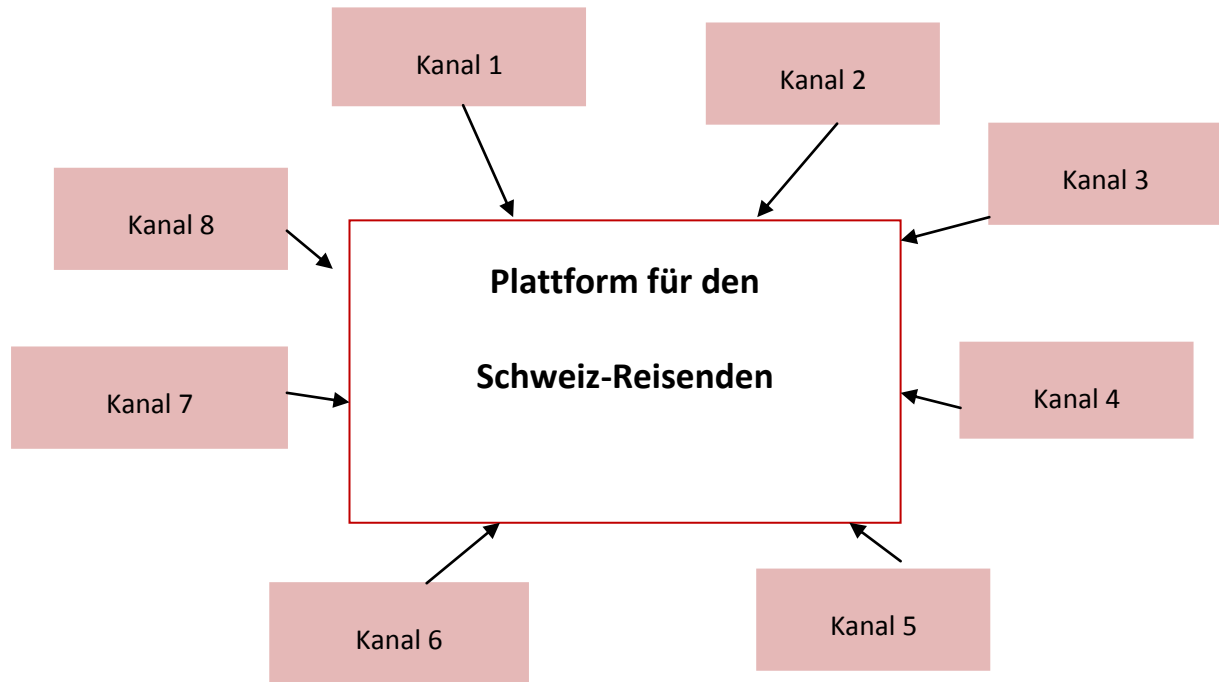 Kanal 1
Kanal 2
Kanal 3
Kanal 8
Plattform für den
Schweiz-Reisenden
Kanal 7
Kanal 4
Kanal 6
Kanal 5